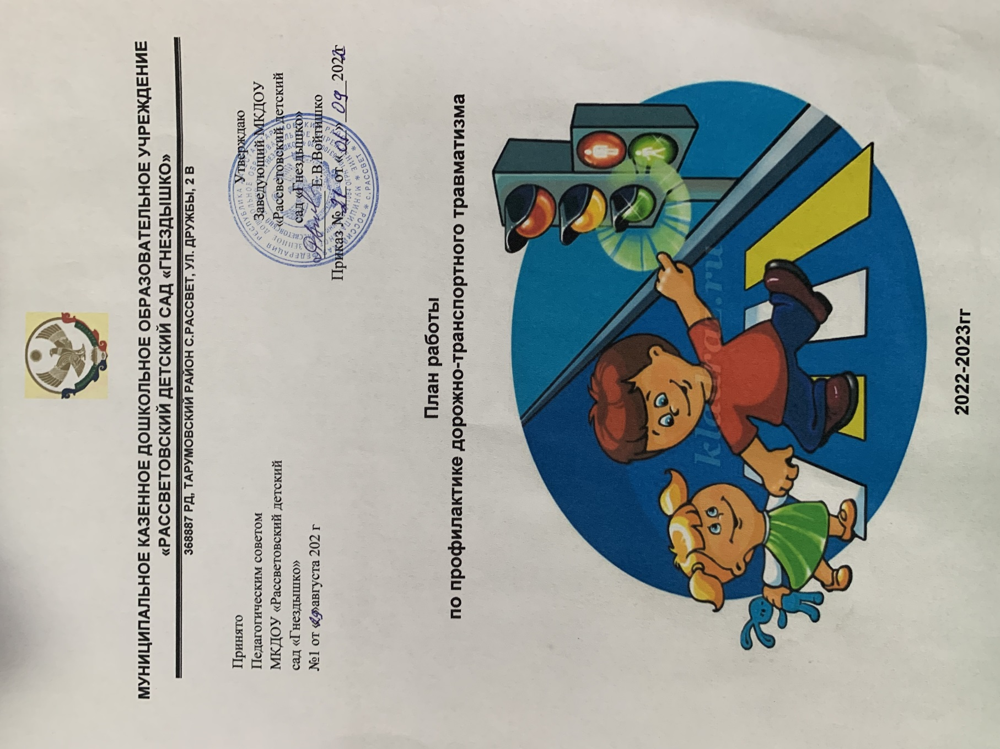 МУНИЦИПАЛЬНОЕ КАЗЕННОЕ ДОШКОЛЬНОЕ ОБРАЗОВАТЕЛЬНОЕ УЧРЕЖДЕНИЕ
«РАССВЕТОВСКИЙ ДЕТСКИЙ САД «ГНЕЗДЫШКО»
368887 РД, ТАРУМОВСКИЙ РАЙОН С.РАССВЕТ, УЛ. ДРУЖБЫ, 2 В
Принято
Педагогическим советом
МКДОУ «Рассветовский детский
сад «Гнездышко»
№1 от «29»августа 202 г
Утверждаю
Заведующий МКДОУ
«Рассветовский детский
сад «Гнездышко»
Е.В.Войтишко
Приказ № от «01» 09 2022г
План работы
по профилактике дорожно-транспортного травматизма
2022-2023гг